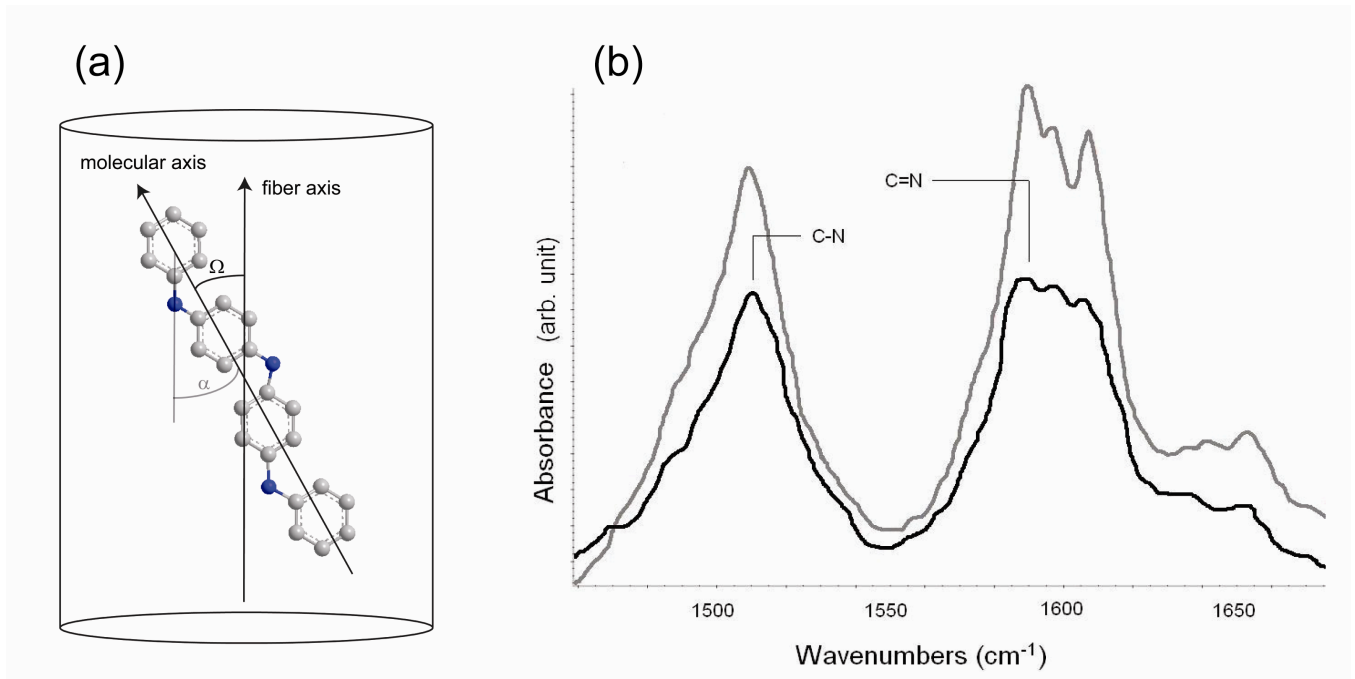 (a)
molecular axis
fiber axis
Ω
α
(b)
C=N
C-N
Absorbance (arb. unit)
1500 1550 1600 1650
Wavenumbers (cm-1)